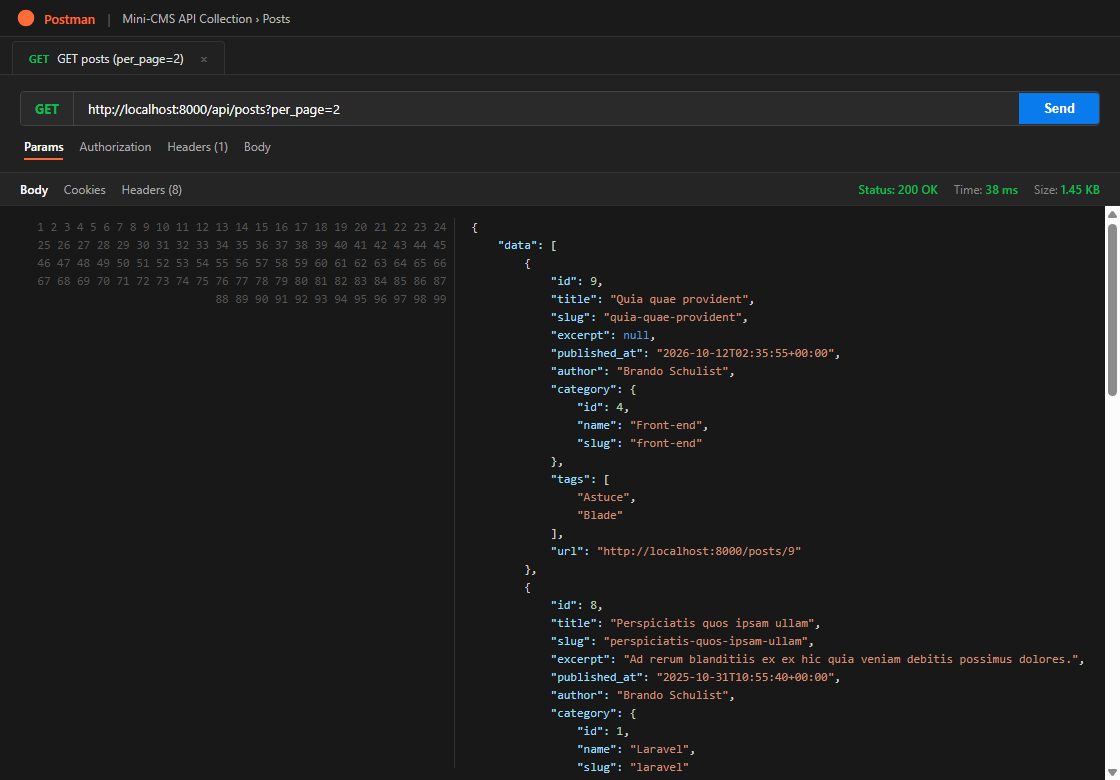 Postman | Mini-CMS API Collection › Posts
GET GET posts (per_page=2) ×
GET http://localhost:8000/api/posts?per_page=2 Send
Params Authorization Headers (1) Body
Body Cookies Headers (8) Status: 200 OK Time: 38 ms Size: 1.45 KB
1 2 3 4 5 6 7 8 9 10 11 12 13 14 15 16 17 18 19 20 21 22 23 24
25 26 27 28 29 30 31 32 33 34 35 36 37 38 39 40 41 42 43 44 45
46 47 48 49 50 51 52 53 54 55 56 57 58 59 60 61 62 63 64 65 66
67 68 69 70 71 72 73 74 75 76 77 78 79 80 81 82 83 84 85 86 87
88 89 90 91 92 93 94 95 96 97 98 99
{
    "data": [
        {
            "id": 9,
            "title": "Quia quae provident",
            "slug": "quia-quae-provident",
            "excerpt": null,
            "published_at": "2026-10-12T02:35:55+00:00",
            "author": "Brando Schulist",
            "category": {
                "id": 4,
                "name": "Front-end",
                "slug": "front-end"
            },
            "tags": [
                "Astuce",
                "Blade"
            ],
            "url": "http://localhost:8000/posts/9"
        },
        {
            "id": 8,
            "title": "Perspiciatis quos ipsam ullam",
            "slug": "perspiciatis-quos-ipsam-ullam",
            "excerpt": "Ad rerum blanditiis ex ex hic quia veniam debitis possimus dolores.",
            "published_at": "2025-10-31T10:55:40+00:00",
            "author": "Brando Schulist",
            "category": {
                "id": 1,
                "name": "Laravel",
                "slug": "laravel"